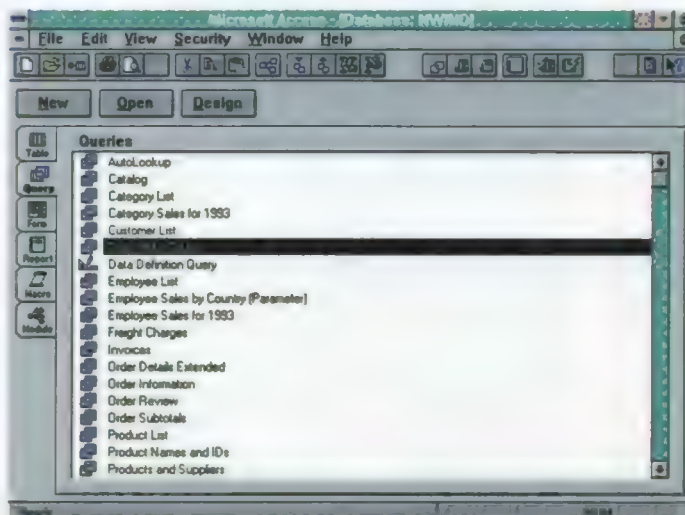 Microsoft Access - [Database: NWIND]
File Edit View Security Window Help
New Open Design
Table
Query
Form
Report
Macro
Module
Queries
AutoLookup
Catalog
Category List
Category Sales for 1993
Customer List
Data Definition Query
Employee List
Employee Sales by Country (Parameter)
Employee Sales for 1993
Freight Charges
Invoices
Order Details Extended
Order Information
Order Review
Order Subtotals
Product List
Product Names and IDs
Products and Suppliers